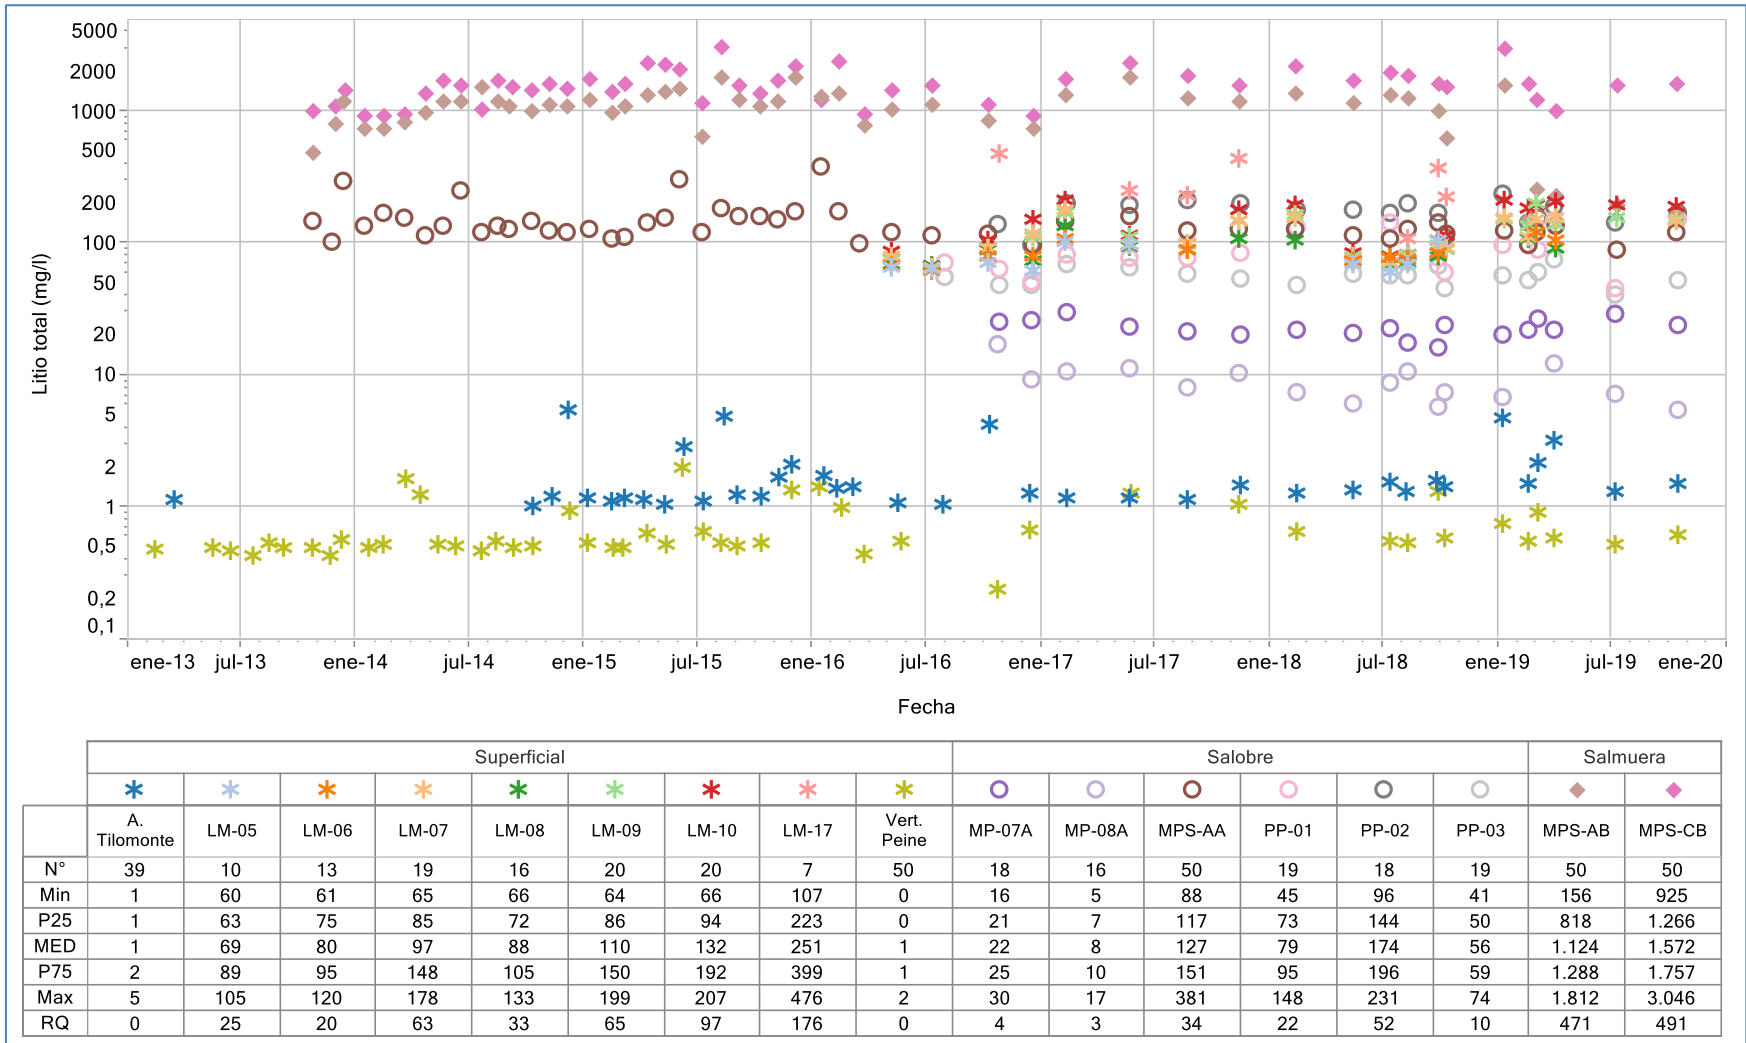 5000
2000
1000
500
200
100
50
20
10
5
2
1
0,5
0,2
0,1
Litio total (mg/l)
ene-13 jul-13 ene-14 jul-14 ene-15 jul-15 ene-16 jul-16 ene-17 jul-17 ene-18 jul-18 ene-19 jul-19 ene-20
Fecha
Superficial Salobre Salmuera
A. Tilomonte LM-05 LM-06 LM-07 LM-08 LM-09 LM-10 LM-17 Vert. Peine MP-07A MP-08A MPS-AA PP-01 PP-02 PP-03 MPS-AB MPS-CB
N° 39 10 13 19 16 20 20 7 50 18 16 50 19 18 19 50 50
Min 1 60 61 65 66 64 66 107 0 16 5 88 45 96 41 156 925
P25 1 63 75 85 72 86 94 223 0 21 7 117 73 144 50 818 1.266
MED 1 69 80 97 88 110 132 251 1 22 8 127 79 174 56 1.124 1.572
P75 2 89 95 148 105 150 192 399 1 25 10 151 95 196 59 1.288 1.757
Max 5 105 120 178 133 199 207 476 2 30 17 381 148 231 74 1.812 3.046
RQ 0 25 20 63 33 65 97 176 0 4 3 34 22 52 10 471 491